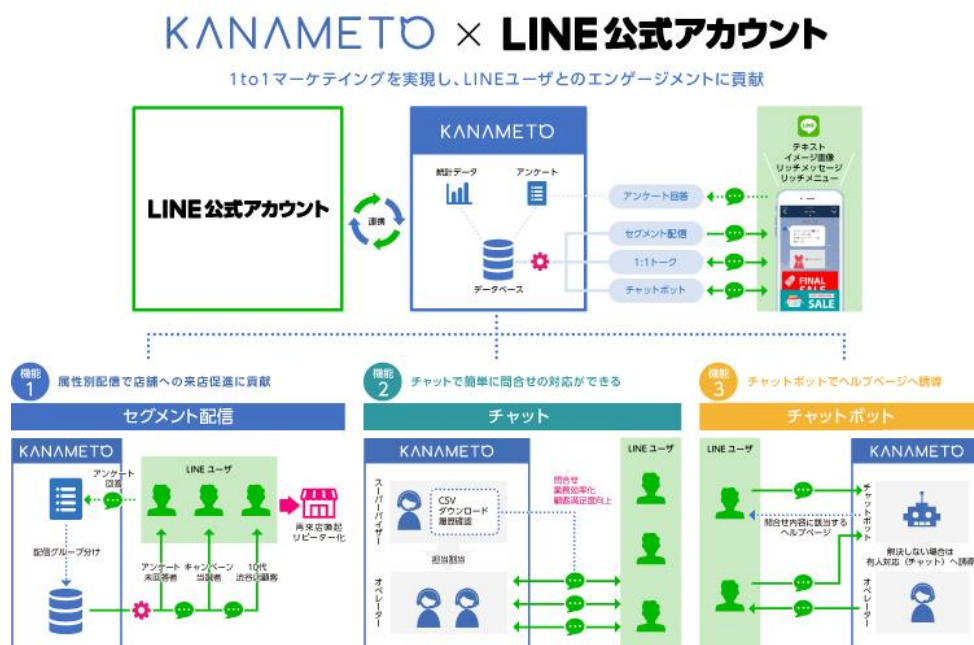 KANAMETO × LINE公式アカウント
1to1マーケテイングを実現し、LINEユーザとのエンゲージメントに貢献
LINE公式アカウント
連携
KANAMETO
統計データ
アンケート
データベース
アンケート回答
セグメント配信
1:1トーク
チャットボット
LINE
テキスト
イメージ画像
リッチメッセージ
リッチメニュー
FINAL
SALE
SALE
機能
1
属性別配信で店舗への来店促進に貢献
セグメント配信
KANAMETO
アンケート
回答
配信グループ分け
LINE ユーザ
アンケート
未回答者
キャンペーン
当選者
10代
渋谷区顧客
再来店喚起
リピーター化
機能
2
チャットで簡単に問合せの対応ができる
チャット
KANAMETO
スーパーバイザー
CSV
ダウンロード
履歴確認
担当割当
オペレーター
問合せ
業務効率化
顧客満足度向上
LINE ユーザ
機能
3
チャットボットでヘルプページへ誘導
チャットボット
LINE ユーザ
KANAMETO
チャットボット
問合せ内容に該当する
ヘルプページ
解決しない場合は
有人対応（チャット）へ誘導
オペレーター